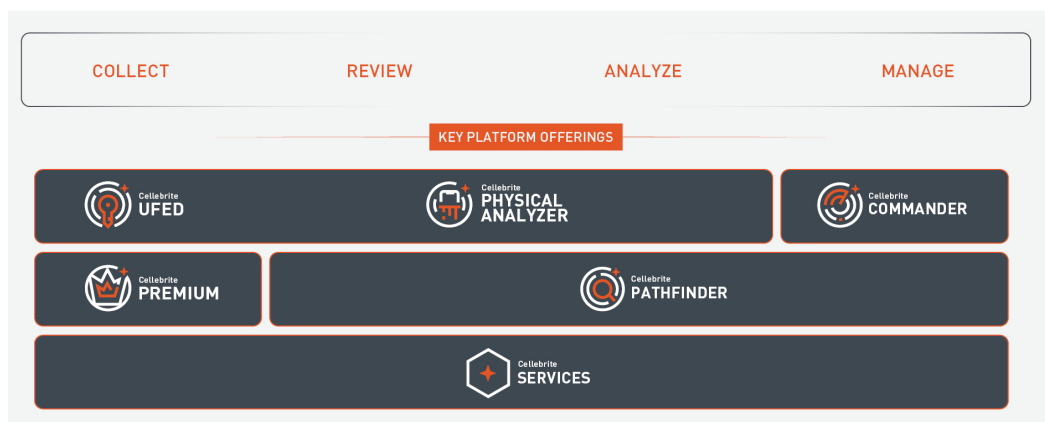 COLLECT REVIEW ANALYZE MANAGE
KEY PLATFORM OFFERINGS
Cellebrite
UFED
Cellebrite
PHYSICAL
ANALYZER
Cellebrite
COMMANDER
Cellebrite
PREMIUM
Cellebrite
PATHFINDER
Cellebrite
SERVICES